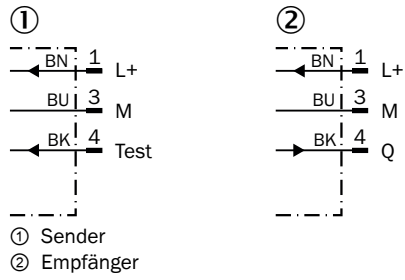 ① ②
BN 1 L+ BN 1 L+
BU 3 M BU 3 M
BK 4 Test BK 4 Q
① Sender
② Empfänger